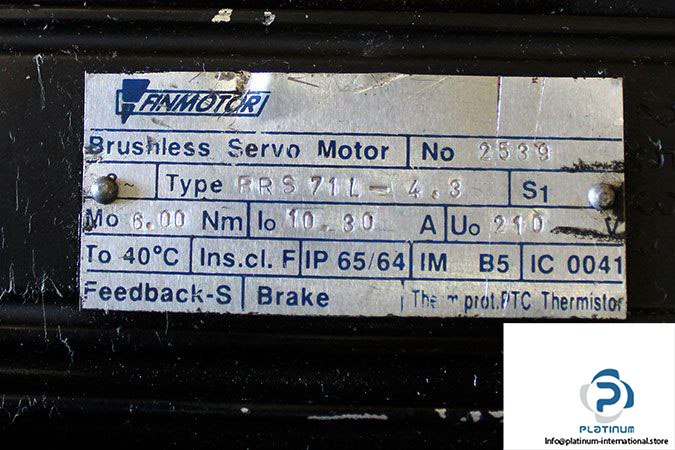 FINMOTOR
Brushless Servo Motor No 2539
3~ Type BRS 71L-4.3 S1
Mo 6.00 Nm Io 10.30 A Uo 210 V
To 40°C Ins.cl. F IP 65/64 IM B5 IC 0041
Feedback-S Brake Therm prot.PTC Thermistor
PLATINUM
Info@platinum-international.store